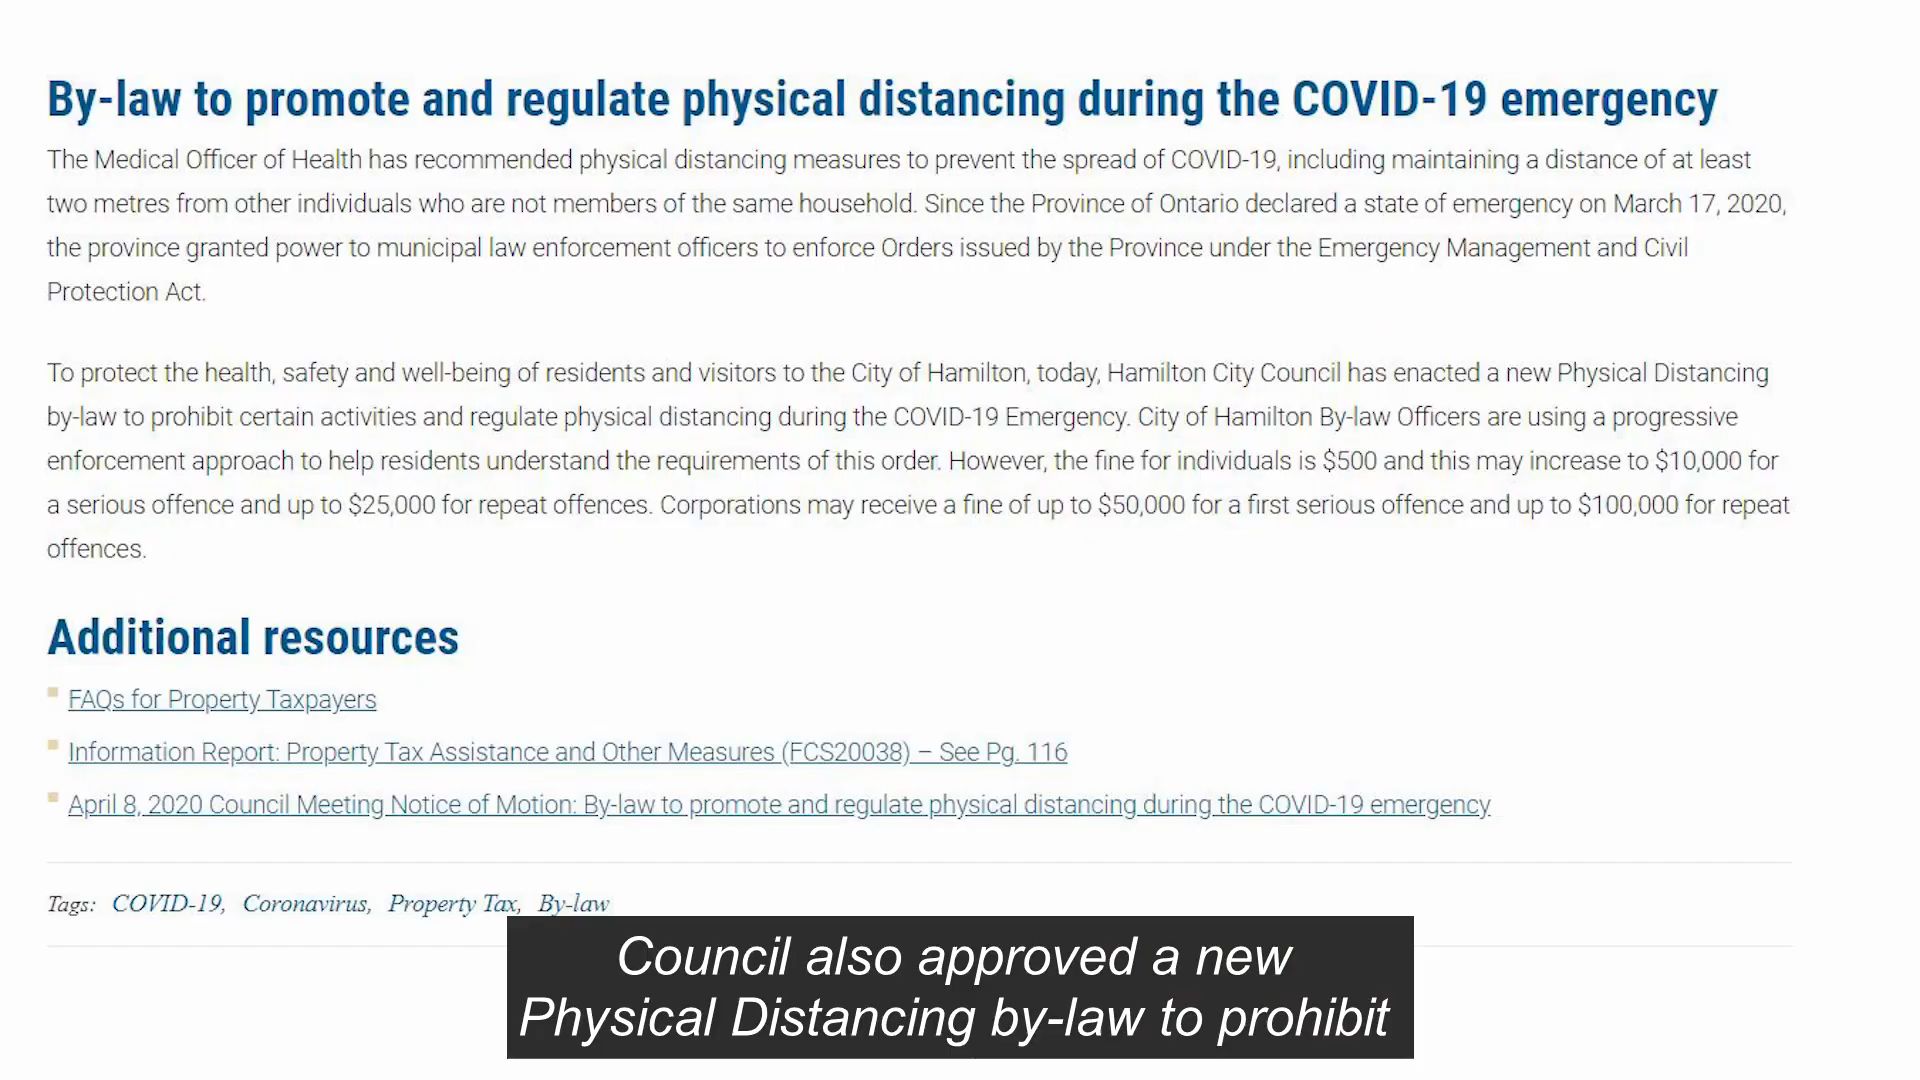 By-law to promote and regulate physical distancing during the COVID-19 emergency
The Medical Officer of Health has recommended physical distancing measures to prevent the spread of COVID-19, including maintaining a distance of at least
two metres from other individuals who are not members of the same household. Since the Province of Ontario declared a state of emergency on March 17, 2020,
the province granted power to municipal law enforcement officers to enforce Orders issued by the Province under the Emergency Management and Civil
Protection Act.
To protect the health, safety and well-being of residents and visitors to the City of Hamilton, today, Hamilton City Council has enacted a new Physical Distancing
by-law to prohibit certain activities and regulate physical distancing during the COVID-19 Emergency. City of Hamilton By-law Officers are using a progressive
enforcement approach to help residents understand the requirements of this order. However, the fine for individuals is $500 and this may increase to $10,000 for
a serious offence and up to $25,000 for repeat offences. Corporations may receive a fine of up to $50,000 for a first serious offence and up to $100,000 for repeat
offences.
Additional resources
FAQs for Property Taxpayers
Information Report: Property Tax Assistance and Other Measures (FCS20038) – See Pg. 116
April 8, 2020 Council Meeting Notice of Motion: By-law to promote and regulate physical distancing during the COVID-19 emergency
Tags: COVID-19, Coronavirus, Property Tax, By-law
Council also approved a new
Physical Distancing by-law to prohibit